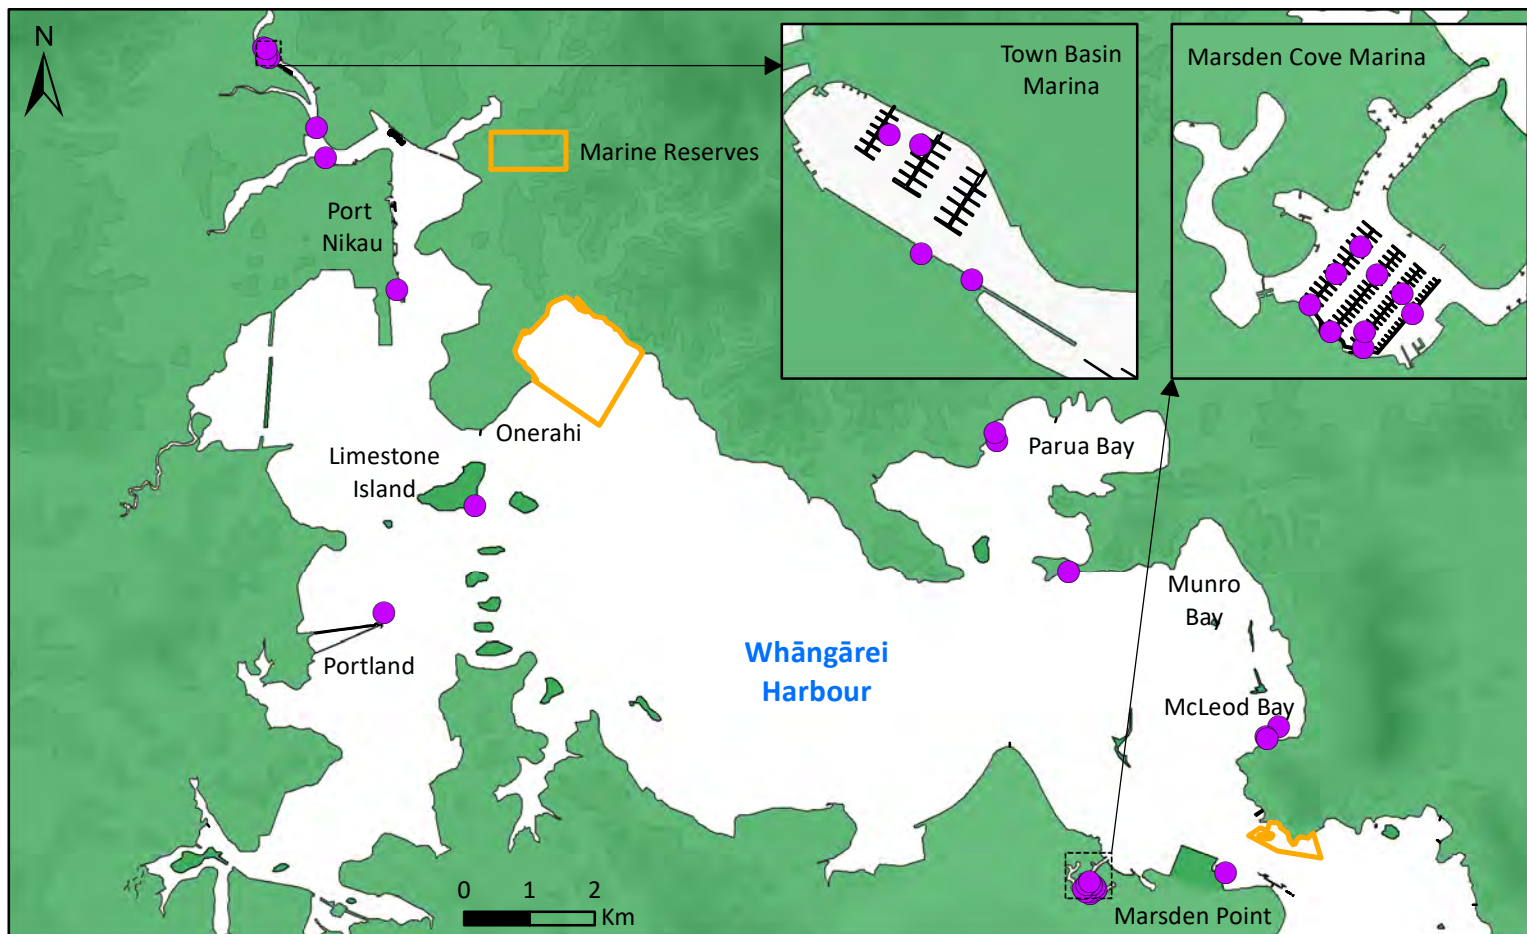 N
Town Basin
Marina
Marsden Cove Marina
Marine Reserves
Port
Nikau
Onerahi
Parua Bay
Limestone
Island
Munro
Bay
Portland
Whāngārei
Harbour
McLeod Bay
0 1 2
Km
Marsden Point